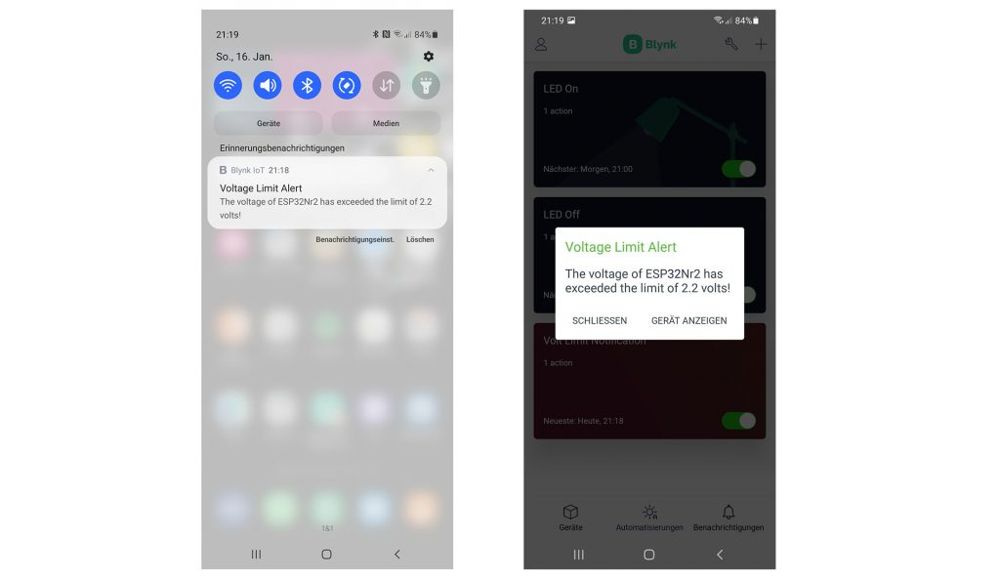 21:19
84%
So., 16. Jan.
Geräte
Medien
Erinnerungsbenachrichtigungen
B Blynk IoT 21:18
Voltage Limit Alert
The voltage of ESP32Nr2 has exceeded the limit of 2.2
volts!
Benachrichtigungseinst. Löschen
1&1
21:19
84%
B Blynk
LED On
1 action
Nächster: Morgen, 21:00
LED Off
Voltage Limit Alert
The voltage of ESP32Nr2 has
exceeded the limit of 2.2 volts!
SCHLIESSEN GERÄT ANZEIGEN
Volt Limit Notification
1 action
Neueste: Heute, 21:18
Geräte
Automatisierungen
Benachrichtigungen